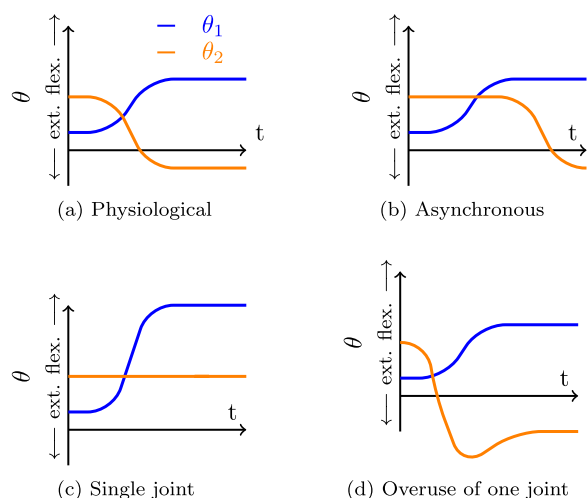 θ1
θ2
θ
← ext. flex. →
t
θ
← ext. flex. →
t
(a) Physiological
(b) Asynchronous
θ
← ext. flex. →
t
θ
← ext. flex. →
t
(c) Single joint
(d) Overuse of one joint